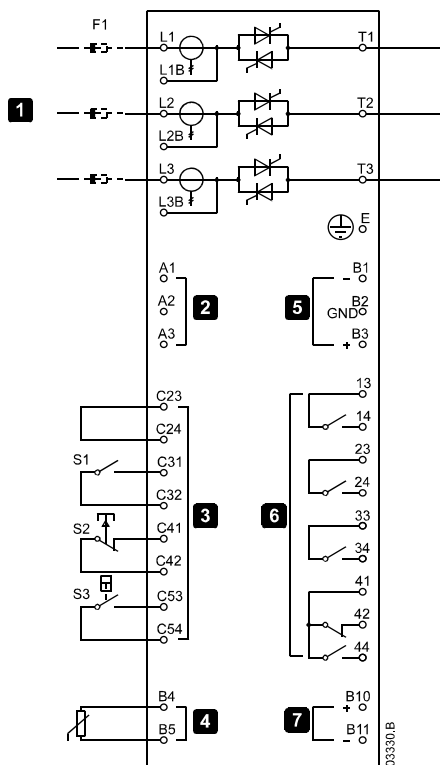 F1 L1 T1
L1B
1 L2 T2
L2B
L3 T3
L3B
E
A1 - B1
A2 2 5 B2
GND
A3 + B3
C23 13
C24 14
S1 C31 23
C32 24
3 6
S2 C41 33
C42 34
S3 C53 41
42
C54 44
B4 + B10
4 7
B5 - B11
03330.B